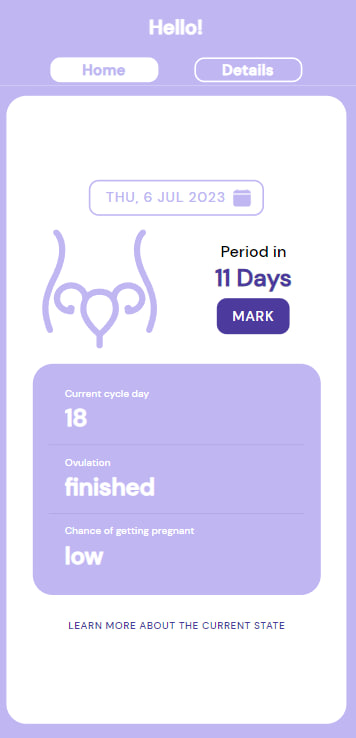 Hello!
Home Details
THU, 6 JUL 2023
Period in
11 Days
MARK
Current cycle day
18
Ovulation
finished
Chance of getting pregnant
low
LEARN MORE ABOUT THE CURRENT STATE